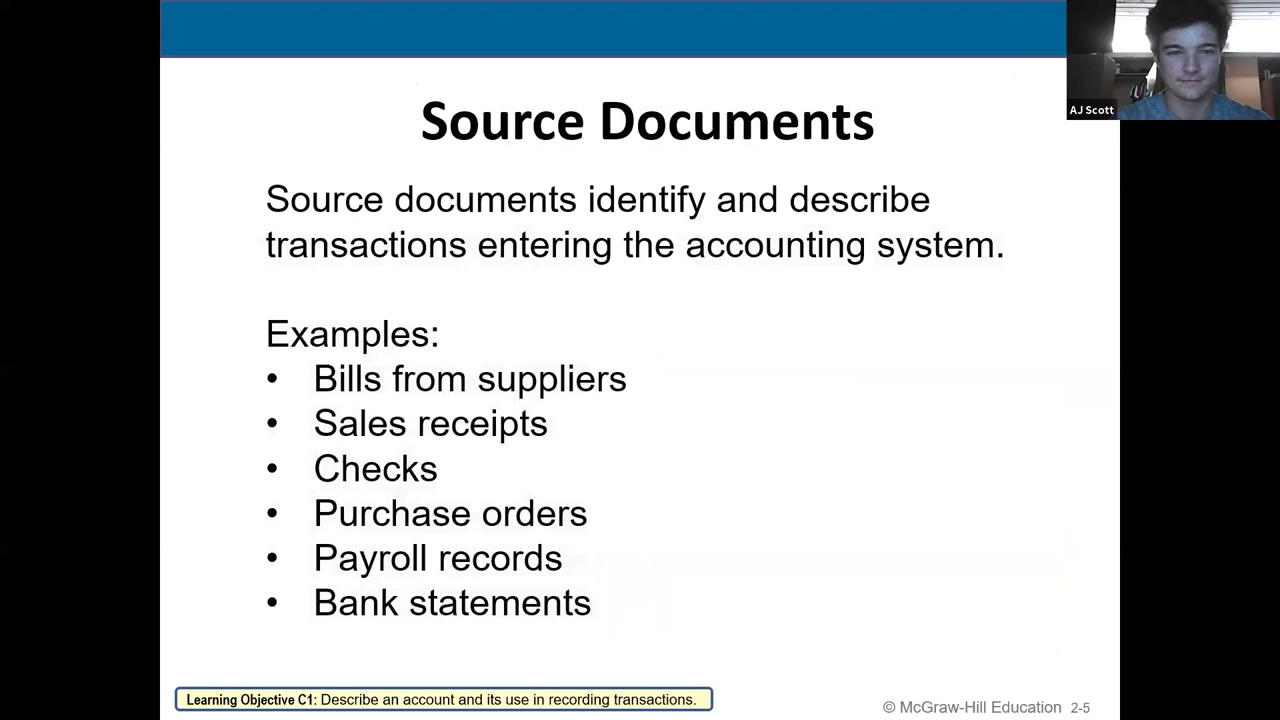 AJ Scott
Source Documents
Source documents identify and describe
transactions entering the accounting system.
Examples:
• Bills from suppliers
• Sales receipts
• Checks
• Purchase orders
• Payroll records
• Bank statements
Learning Objective C1: Describe an account and its use in recording transactions.
© McGraw-Hill Education 2-5